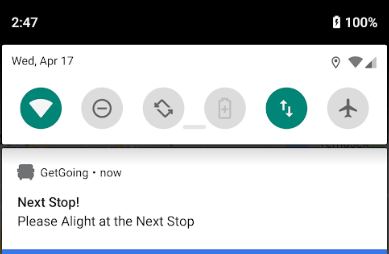 2:47 100%
Wed, Apr 17
GetGoing • now
Next Stop!
Please Alight at the Next Stop